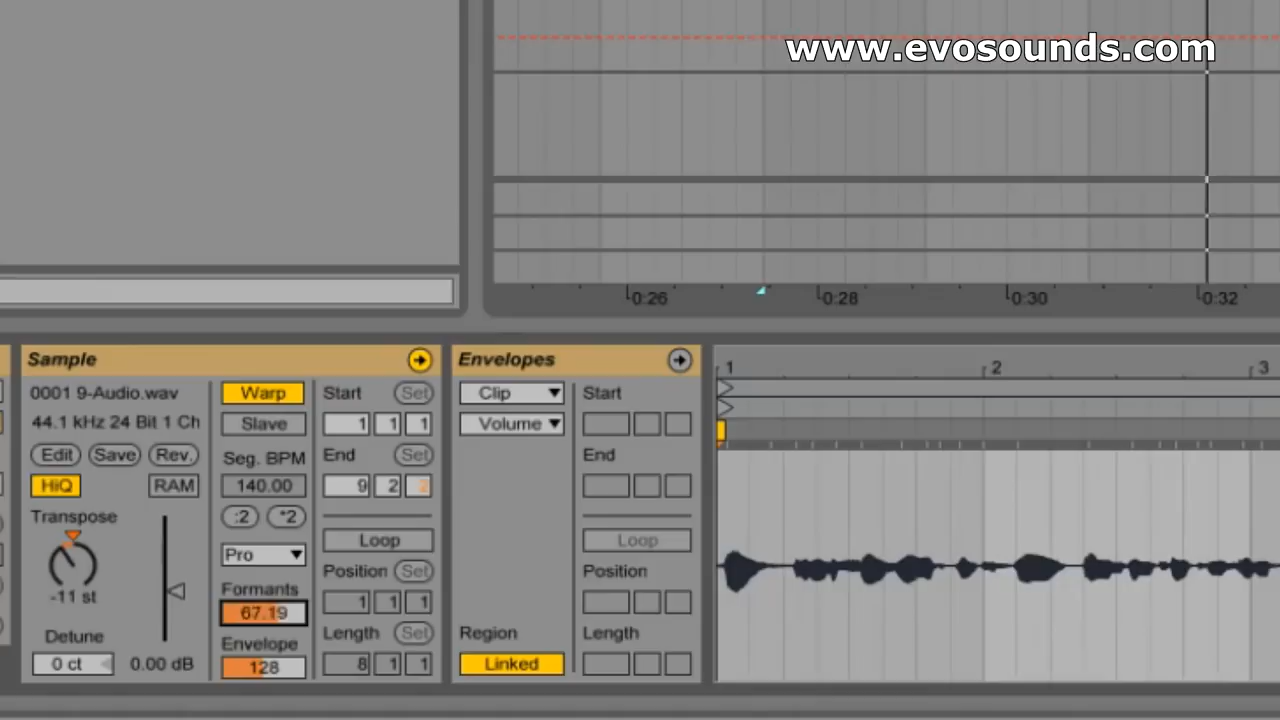 www.evosounds.com
0:26
0:28
0:30
0:32
Sample
0001 9-Audio.wav
44.1 kHz 24 Bit 1 Ch
Edit Save Rev.
HiQ RAM
Transpose
-11 st
Detune
0 ct 0.00 dB
Warp
Slave
Seg. BPM
140.00
:2 *2
Pro
Formants
67.19
Envelope
128
Start Set
1 1 1
End Set
9 2 2
Loop
Position Set
1 1 1
Length Set
8 1 1
Envelopes
Clip
Volume
Region
Linked
Start
End
Loop
Position
Length
1 2 3